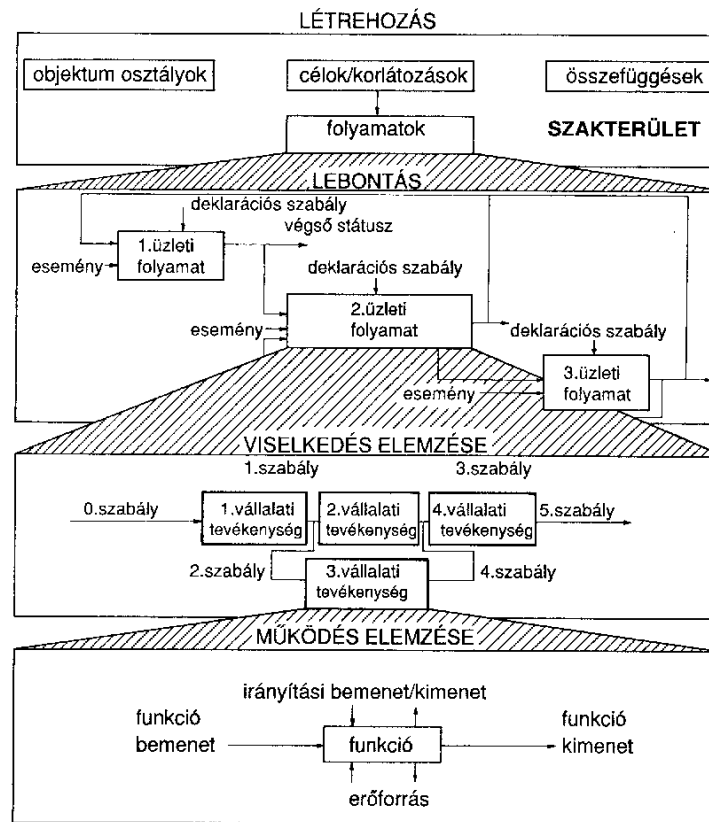 LÉTREHOZÁS
objektum osztályok
célok/korlátozások
összefüggések
folyamatok
SZAKTERÜLET
LEBONTÁS
deklarációs szabály
végső státusz
1.üzleti
folyamat
esemény
deklarációs szabály
2.üzleti
folyamat
esemény
deklarációs szabály
3.üzleti
folyamat
esemény
VISELKEDÉS ELEMZÉSE
1.szabály
3.szabály
0.szabály
1.vállalati
tevékenység
2.vállalati
tevékenység
4.vállalati
tevékenység
5.szabály
2.szabály
3.vállalati
tevékenység
4.szabály
MŰKÖDÉS ELEMZÉSE
irányítási bemenet/kimenet
funkció
bemenet
funkció
funkció
kimenet
erőforrás